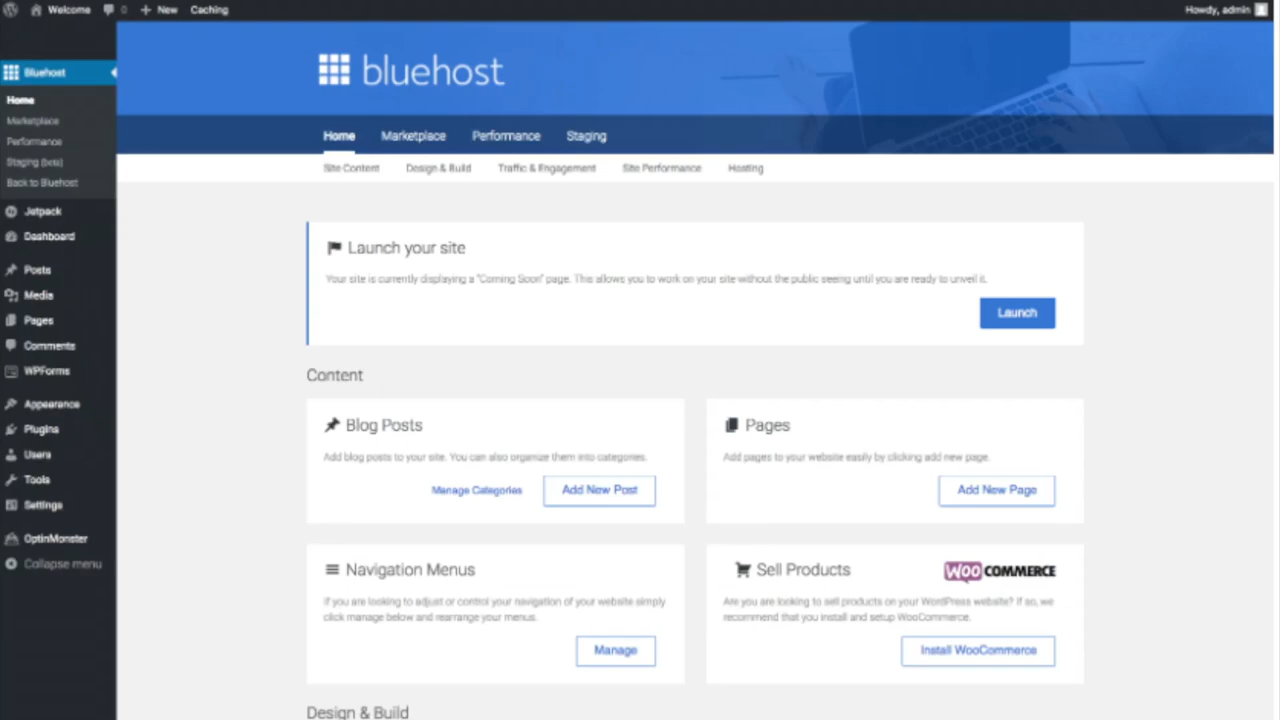 Welcome 0 New Caching Howdy, admin
Bluehost
Home
Marketplace
Performance
Staging (beta)
Back to Bluehost
Jetpack
Dashboard
Posts
Media
Pages
Comments
WPForms
Appearance
Plugins
Users
Tools
Settings
OptinMonster
Collapse menu
bluehost
Home Marketplace Performance Staging
Site Content Design & Build Traffic & Engagement Site Performance Hosting
Launch your site
Your site is currently displaying a "Coming Soon" page. This allows you to work on your site without the public seeing until you are ready to unveil it.
Launch
Content
Blog Posts
Add blog posts to your site. You can also organize them into categories.
Manage Categories Add New Post
Pages
Add pages to your website easily by clicking add new page.
Add New Page
Navigation Menus
If you are looking to adjust or control your navigation of your website simply
click manage below and rearrange your menus.
Manage
Sell Products WOO COMMERCE
Are you are looking to sell products on your WordPress website? If so, we
recommend that you install and setup WooCommerce.
Install WooCommerce
Design & Build